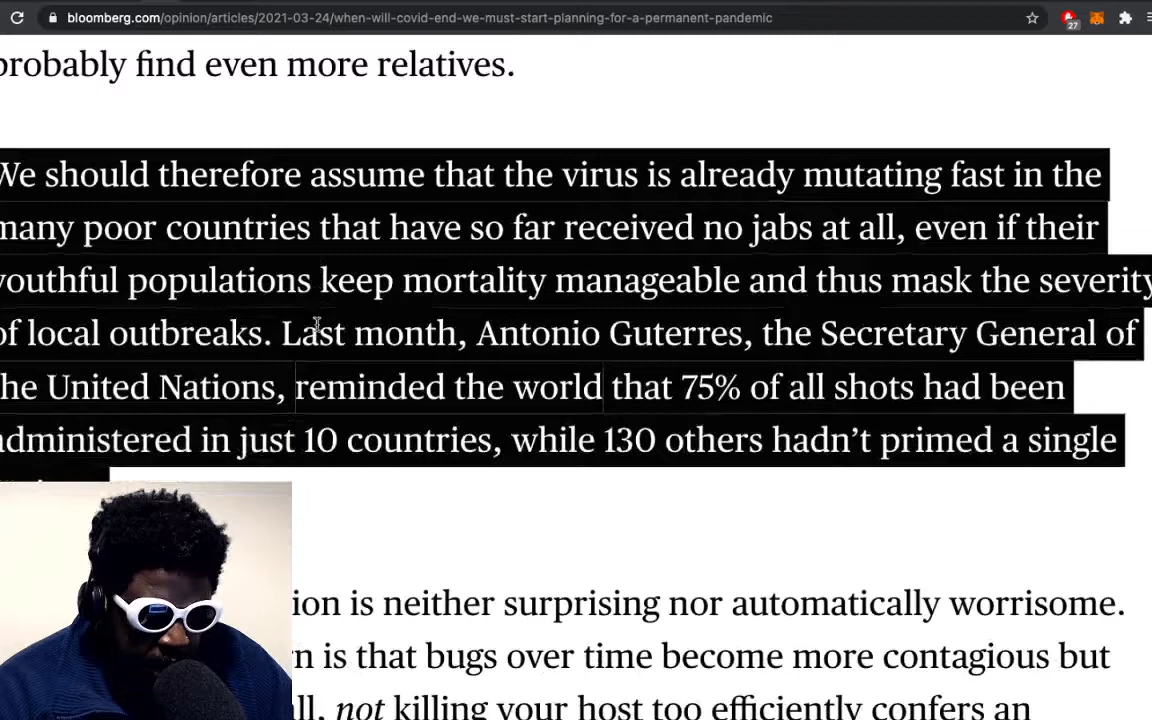 bloomberg.com/opinion/articles/2021-03-24/when-will-covid-end-we-must-start-planning-for-a-permanent-pandemic
27
probably find even more relatives.
We should therefore assume that the virus is already mutating fast in the
many poor countries that have so far received no jabs at all, even if their
youthful populations keep mortality manageable and thus mask the severity
of local outbreaks. Last month, Antonio Guterres, the Secretary General of
the United Nations, reminded the world that 75% of all shots had been
administered in just 10 countries, while 130 others hadn’t primed a single
ion is neither surprising nor automatically worrisome.
n is that bugs over time become more contagious but
all, not killing your host too efficiently confers an